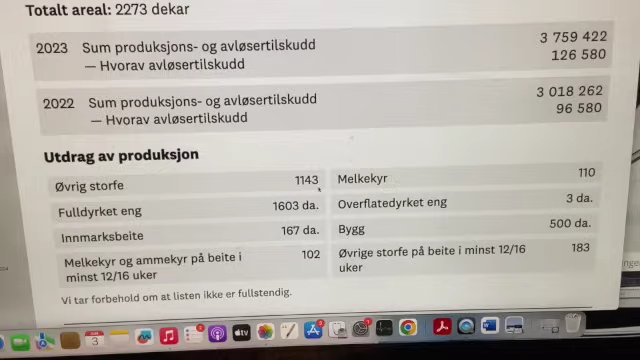 Totalt areal: 2273 dekar
2023 Sum produksjons- og avløsertilskudd 3 759 422
— Hvorav avløsertilskudd 126 580
2022 Sum produksjons- og avløsertilskudd 3 018 262
— Hvorav avløsertilskudd 96 580
Utdrag av produksjon
Øvrig storfe 1143 Melkekyr 110
Fulldyrket eng 1603 da. Overflatedyrket eng 3 da.
Innmarksbeite 167 da. Bygg 500 da.
Melkekyr og ammekyr på beite i 102 Øvrige storfe på beite i minst 12/16 183
minst 12/16 uker uker
Vi tar forbehold om at listen ikke er fullstendig.
tv
3